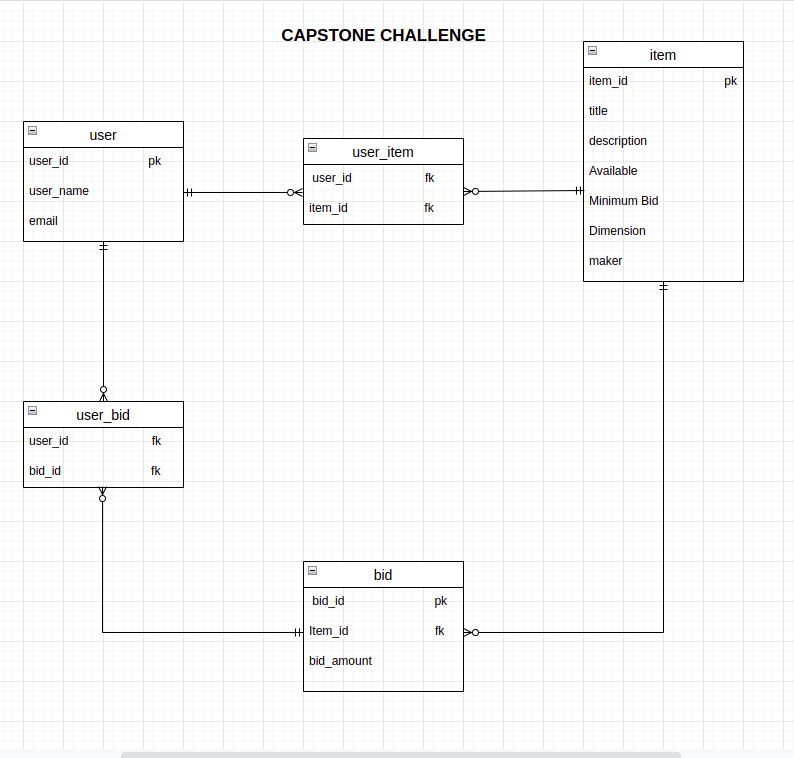 CAPSTONE CHALLENGE
item
item_id pk
title
description
Available
Minimum Bid
Dimension
maker
user
user_id pk
user_name
email
user_item
user_id fk
item_id fk
user_bid
user_id fk
bid_id fk
bid
bid_id pk
Item_id fk
bid_amount